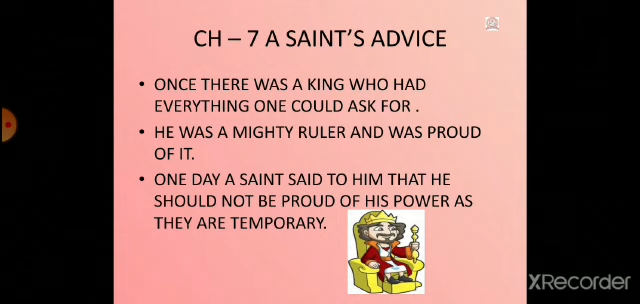 CH – 7 A SAINT'S ADVICE
• ONCE THERE WAS A KING WHO HAD
EVERYTHING ONE COULD ASK FOR .
• HE WAS A MIGHTY RULER AND WAS PROUD
OF IT.
• ONE DAY A SAINT SAID TO HIM THAT HE
SHOULD NOT BE PROUD OF HIS POWER AS
THEY ARE TEMPORARY.
XRecorder